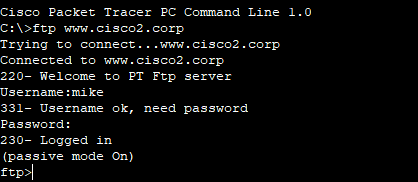 Cisco Packet Tracer PC Command Line 1.0
C:\>ftp www.cisco2.corp
Trying to connect...www.cisco2.corp
Connected to www.cisco2.corp
220- Welcome to PT Ftp server
Username:mike
331- Username ok, need password
Password:
230- Logged in
(passive mode On)
ftp>